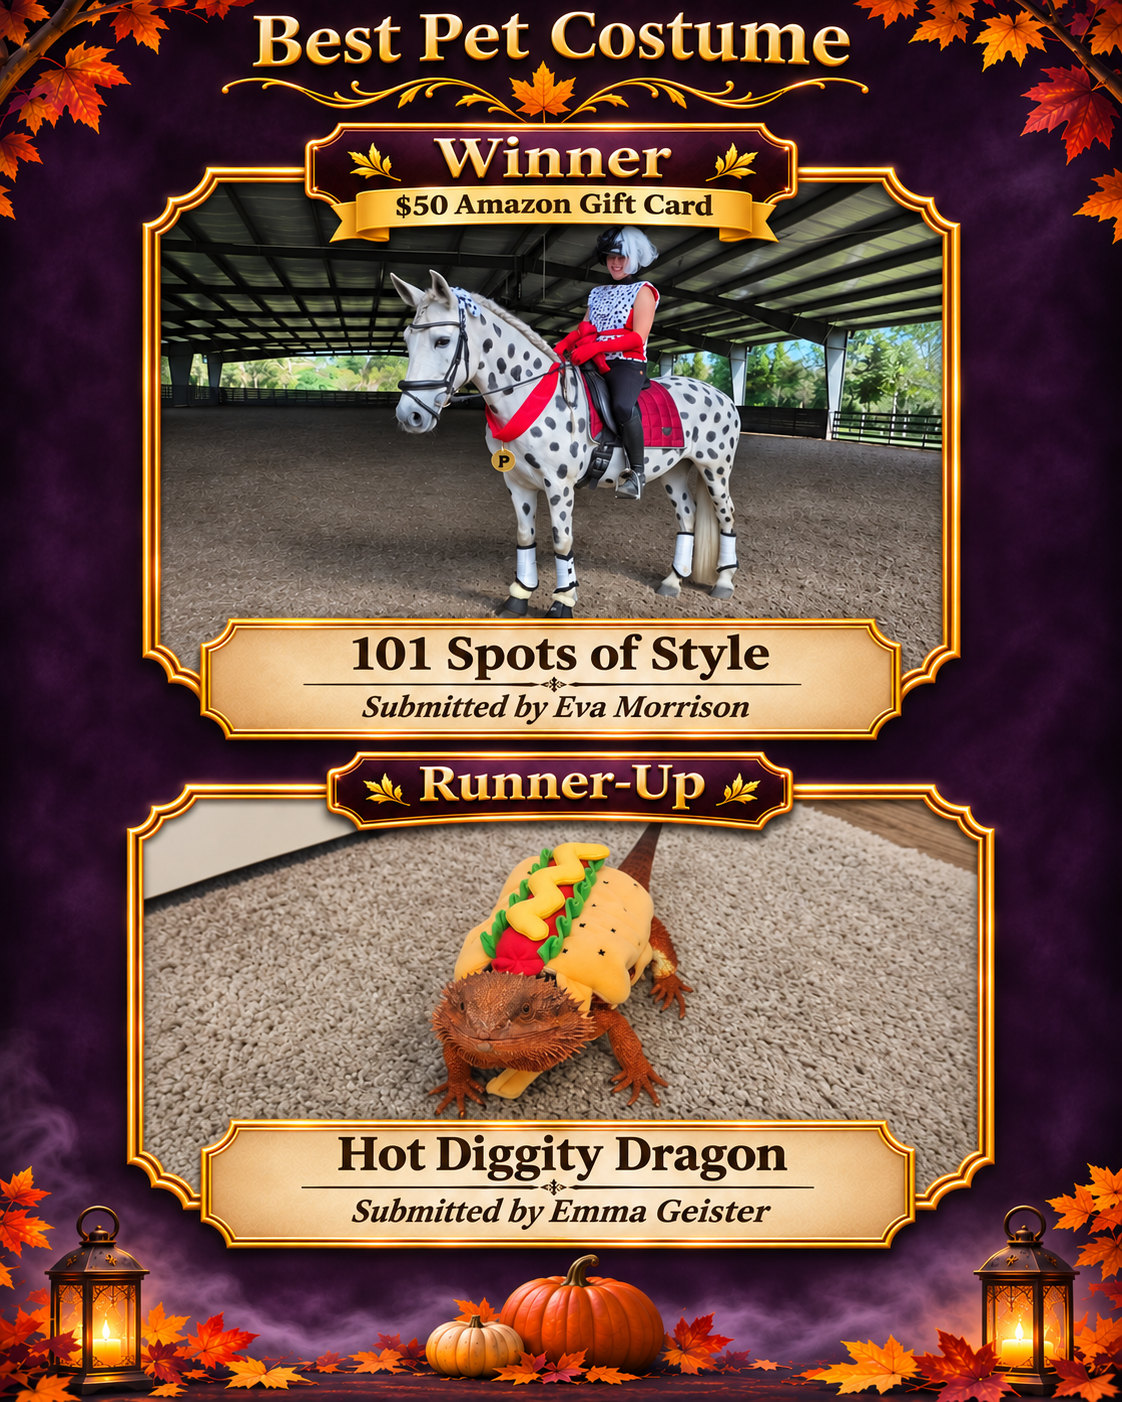 Best Pet Costume
Winner
$50 Amazon Gift Card
P
101 Spots of Style
Submitted by Eva Morrison
Runner-Up
Hot Diggity Dragon
Submitted by Emma Geister